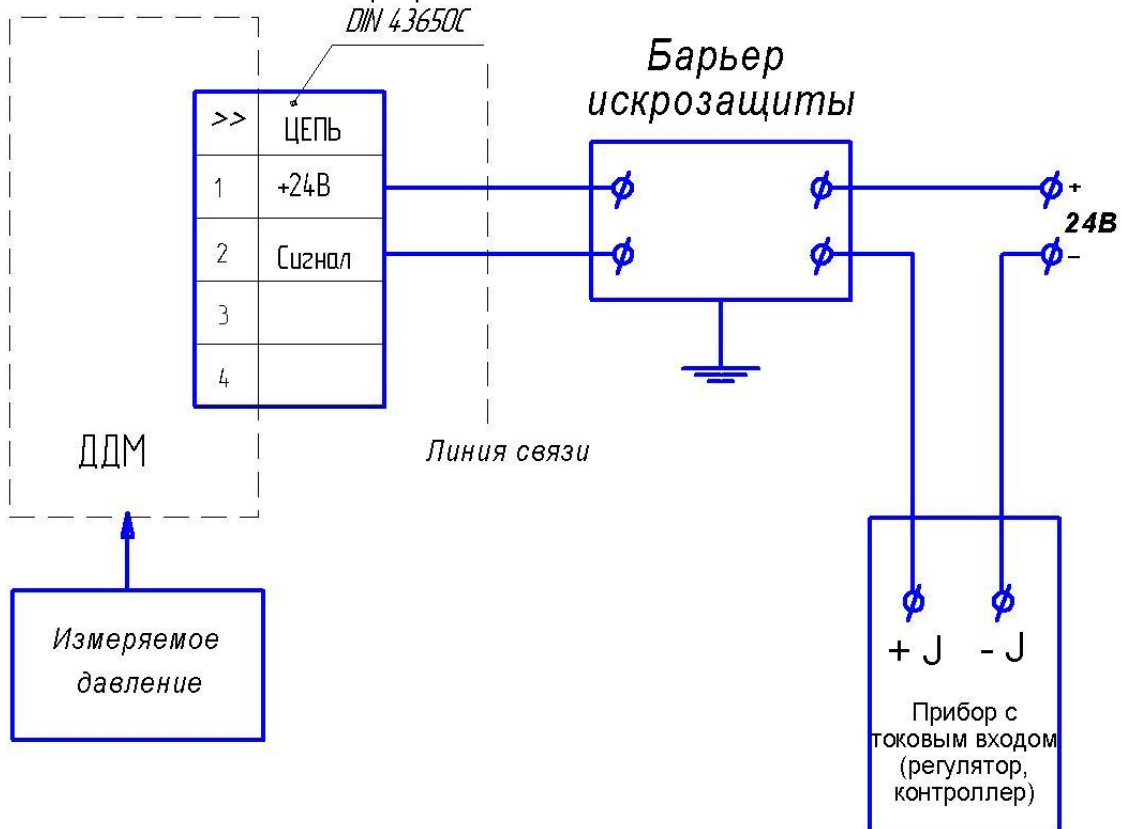 DIN 43650C
Барьер
искрозащиты
>> ЦЕПЬ
1 +24В
2 Сигнал
3
4
+
24В
-
ДДМ
Линия связи
Измеряемое
давление
+ J - J
Прибор с
токовым входом
(регулятор,
контроллер)